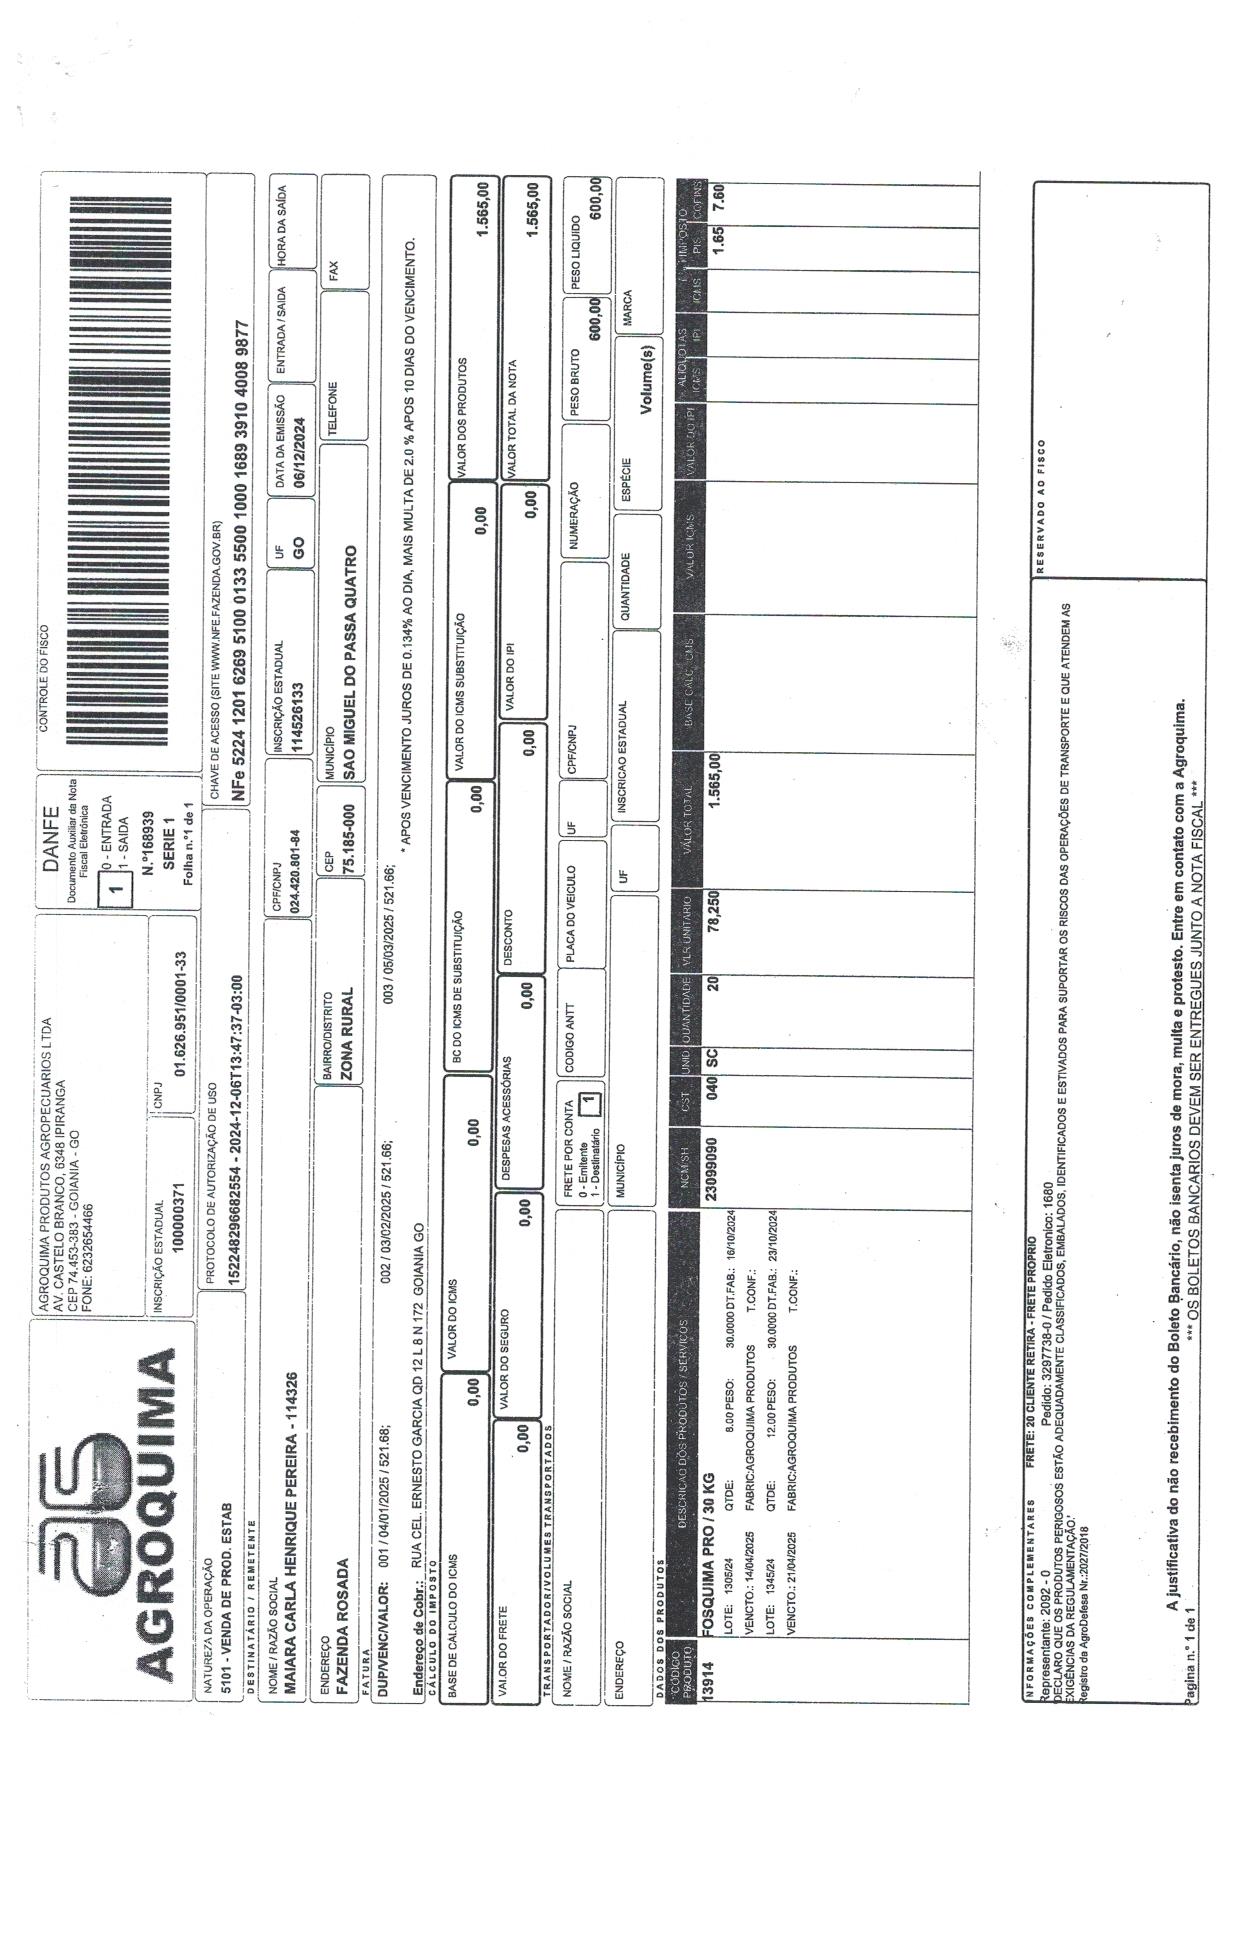 AGROQUIMA
AGROQUIMA PRODUTOS AGROPECUARIOS LTDA
AV. CASTELO BRANCO, 6348 IPIRANGA
CEP 74.453-383 - GOIANIA - GO
FONE: 6232654466
INSCRIÇÃO ESTADUAL
100000371
CNPJ
01.626.951/0001-33
DANFE
Documento Auxiliar da Nota
Fiscal Eletrônica
1
0 - ENTRADA
1 - SAIDA
N.º168939
SERIE 1
Folha n.º1 de 1
CONTROLE DO FISCO
NATUREZA DA OPERAÇÃO
5101 - VENDA DE PROD. ESTAB
PROTOCOLO DE AUTORIZAÇÃO DE USO
152248296682554 - 2024-12-06T13:47:37-03:00
CHAVE DE ACESSO (SITE WWW.NFE.FAZENDA.GOV.BR)
NFe 5224 1201 6269 5100 0133 5500 1000 1689 3910 4008 9877
DESTINATÁRIO / REMETENTE
NOME / RAZÃO SOCIAL
MAIARA CARLA HENRIQUE PEREIRA - 114326
CPF/CNPJ
024.420.801-84
INSCRIÇÃO ESTADUAL
114526133
UF
GO
DATA DA EMISSÃO
06/12/2024
ENTRADA / SAIDA
HORA DA SAÍDA
ENDEREÇO
FAZENDA ROSADA
BAIRRO/DISTRITO
ZONA RURAL
CEP
75.185-000
MUNICÍPIO
SAO MIGUEL DO PASSA QUATRO
TELEFONE
FAX
FATURA
DUP/VENC/VALOR: 001 / 04/01/2025 / 521.68; 002 / 03/02/2025 / 521.66; 003 / 05/03/2025 / 521.66;
* APOS VENCIMENTO JUROS DE 0.134% AO DIA, MAIS MULTA DE 2.0 % APOS 10 DIAS DO VENCIMENTO.
Endereço de Cobr.: RUA CEL. ERNESTO GARCIA QD 12 L 8 N 172 GOIANIA GO
CÁLCULO DO IMPOSTO
BASE DE CALCULO DO ICMS
0,00
VALOR DO ICMS
0,00
BC DO ICMS DE SUBSTITUIÇÃO
0,00
VALOR DO ICMS SUBSTITUIÇÃO
0,00
VALOR DOS PRODUTOS
1.565,00
VALOR DO FRETE
0,00
VALOR DO SEGURO
0,00
DESPESAS ACESSÓRIAS
0,00
DESCONTO
0,00
VALOR DO IPI
0,00
VALOR TOTAL DA NOTA
1.565,00
TRANSPORTADOR/VOLUMES TRANSPORTADOS
NOME / RAZÃO SOCIAL
FRETE POR CONTA
0 - Emitente
1 - Destinatário
1
CODIGO ANTT
PLACA DO VEICULO
UF
CPF/CNPJ
NUMERAÇÃO
PESO BRUTO
600,00
PESO LIQUIDO
600,00
ENDEREÇO
MUNICÍPIO
UF
INSCRICAO ESTADUAL
QUANTIDADE
ESPÉCIE
Volume(s)
MARCA
DADOS DOS PRODUTOS
CÓDIGO PRODUTO DESCRICAO DOS PRODUTOS / SERVIÇOS NCM/SH CST UNID QUANTIDADE VLR UNITARIO VALOR TOTAL BASE CALC. ICMS VALOR ICMS VALOR DO IPI ALIQUOTAS ICMS IPI ICMS PIS COFINS
13914 FOSQUIMA PRO / 30 KG 23099090 040 SC 20 78,250 1.565,00 1.65 7.60
LOTE: 1305/24 QTDE: 8.00 PESO: 30.0000 DT.FAB.: 16/10/2024
VENCTO.: 14/04/2025 FABRIC:AGROQUIMA PRODUTOS T.CONF.:
LOTE: 1345/24 QTDE: 12.00 PESO: 30.0000 DT.FAB.: 23/10/2024
VENCTO.: 21/04/2025 FABRIC:AGROQUIMA PRODUTOS T.CONF.:
NFORMAÇÕES COMPLEMENTARES FRETE: 20 CLIENTE RETIRA - FRETE PROPRIO
Representante: 2092 - 0 Pedido: 3297738-0 / Pedido Eletronico: 1680
DECLARO QUE OS PRODUTOS PERIGOSOS ESTÃO ADEQUADAMENTE CLASSIFICADOS, EMBALADOS, IDENTIFICADOS E ESTIVADOS PARA SUPORTAR OS RISCOS DAS OPERAÇÕES DE TRANSPORTE E QUE ATENDEM AS
EXIGÊNCIAS DA REGULAMENTAÇÃO.'
Registro de AgroDefesa Nr.:2027/2018
RESERVADO AO FISCO
A justificativa do não recebimento do Boleto Bancário, não isenta juros de mora, multa e protesto. Entre em contato com a Agroquima.
Pagina n.º 1 de 1 *** OS BOLETOS BANCARIOS DEVEM SER ENTREGUES JUNTO A NOTA FISCAL ***